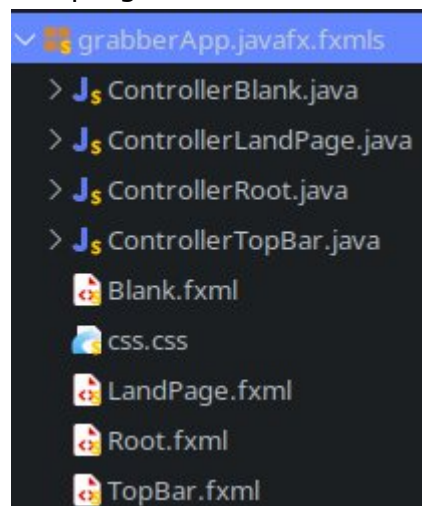 grabberApp.javafx.fxmls
ControllerBlank.java
ControllerLandPage.java
ControllerRoot.java
ControllerTopBar.java
Blank.fxml
css.css
LandPage.fxml
Root.fxml
TopBar.fxml